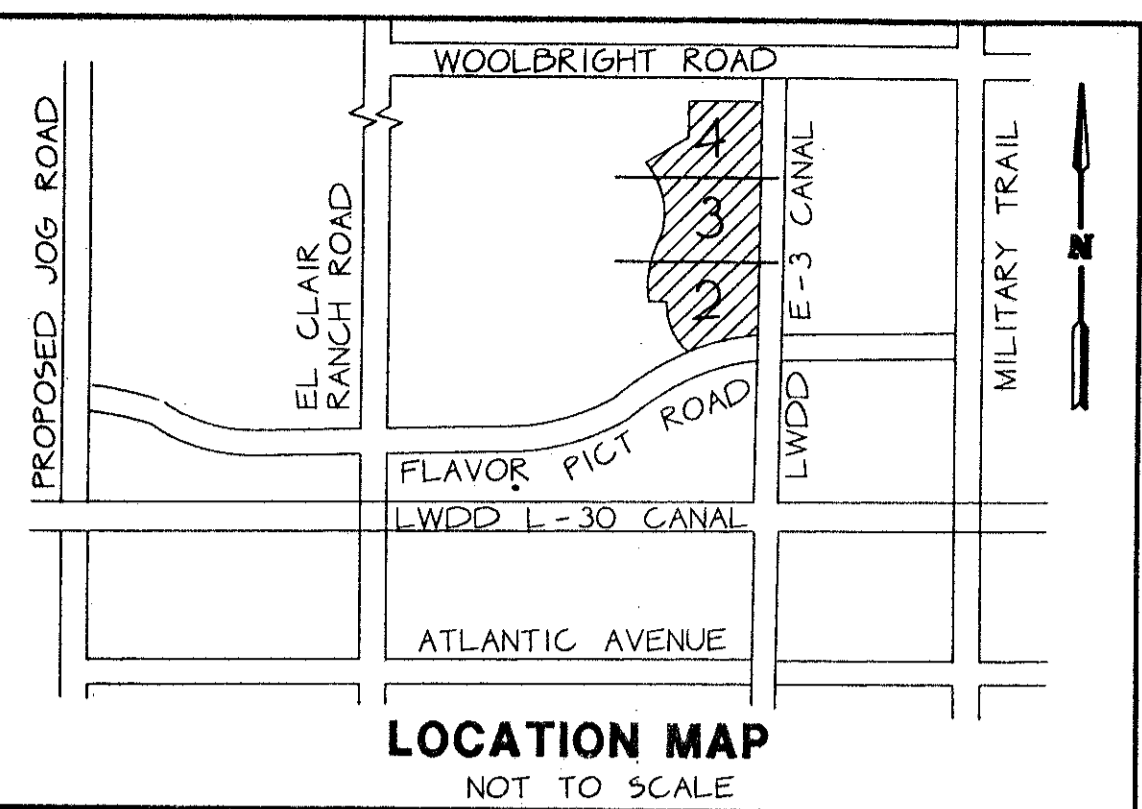 WOOLBRIGHT ROAD
PROPOSED JOG ROAD
EL CLAIR
RANCH ROAD
4
3
2
E-3 CANAL
LWDD
MILITARY TRAIL
N
FLAVOR PICT ROAD
LWDD L-30 CANAL
ATLANTIC AVENUE
LOCATION MAP
NOT TO SCALE